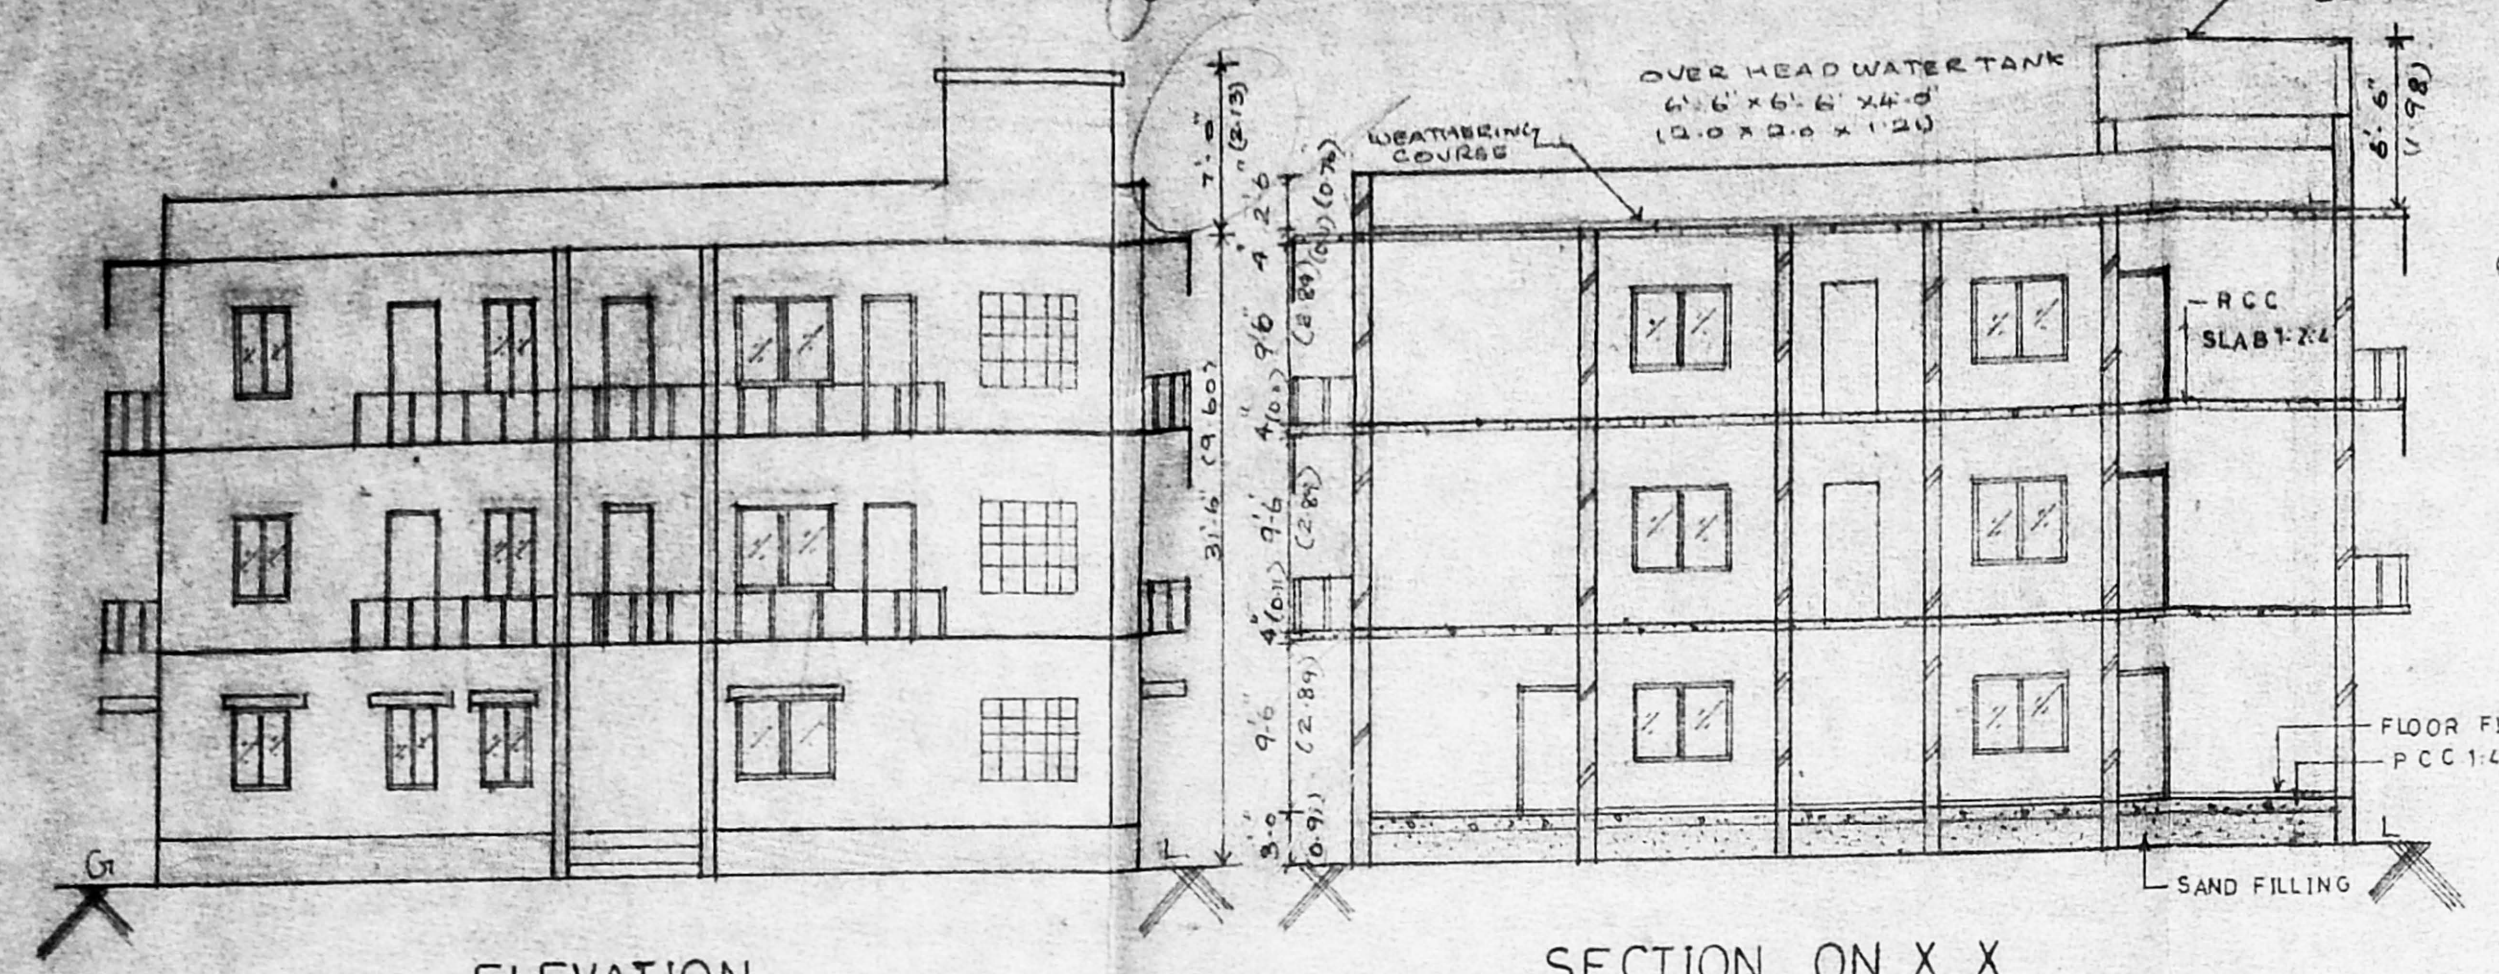 OVER HEAD WATER TANK
6'-6" x 6'-6" x 4'-0"
(2.0 x 2.0 x 1.21)
WEATHERING
COURSE
7'-0" (2.13)
2'6" (0.76)
4" (0.11)
9'6" (2.89)
4" (0.11)
9'-6" (2.89)
4" (0.11)
9'6" (2.89)
3'-0" (0.91)
31'-6" (9.60)
6'-6"
(1.98)
RCC
SLAB 1:2:4
FLOOR
PCC 1:4
SAND FILLING
G
L
L
ELEVATION
SECTION ON X X